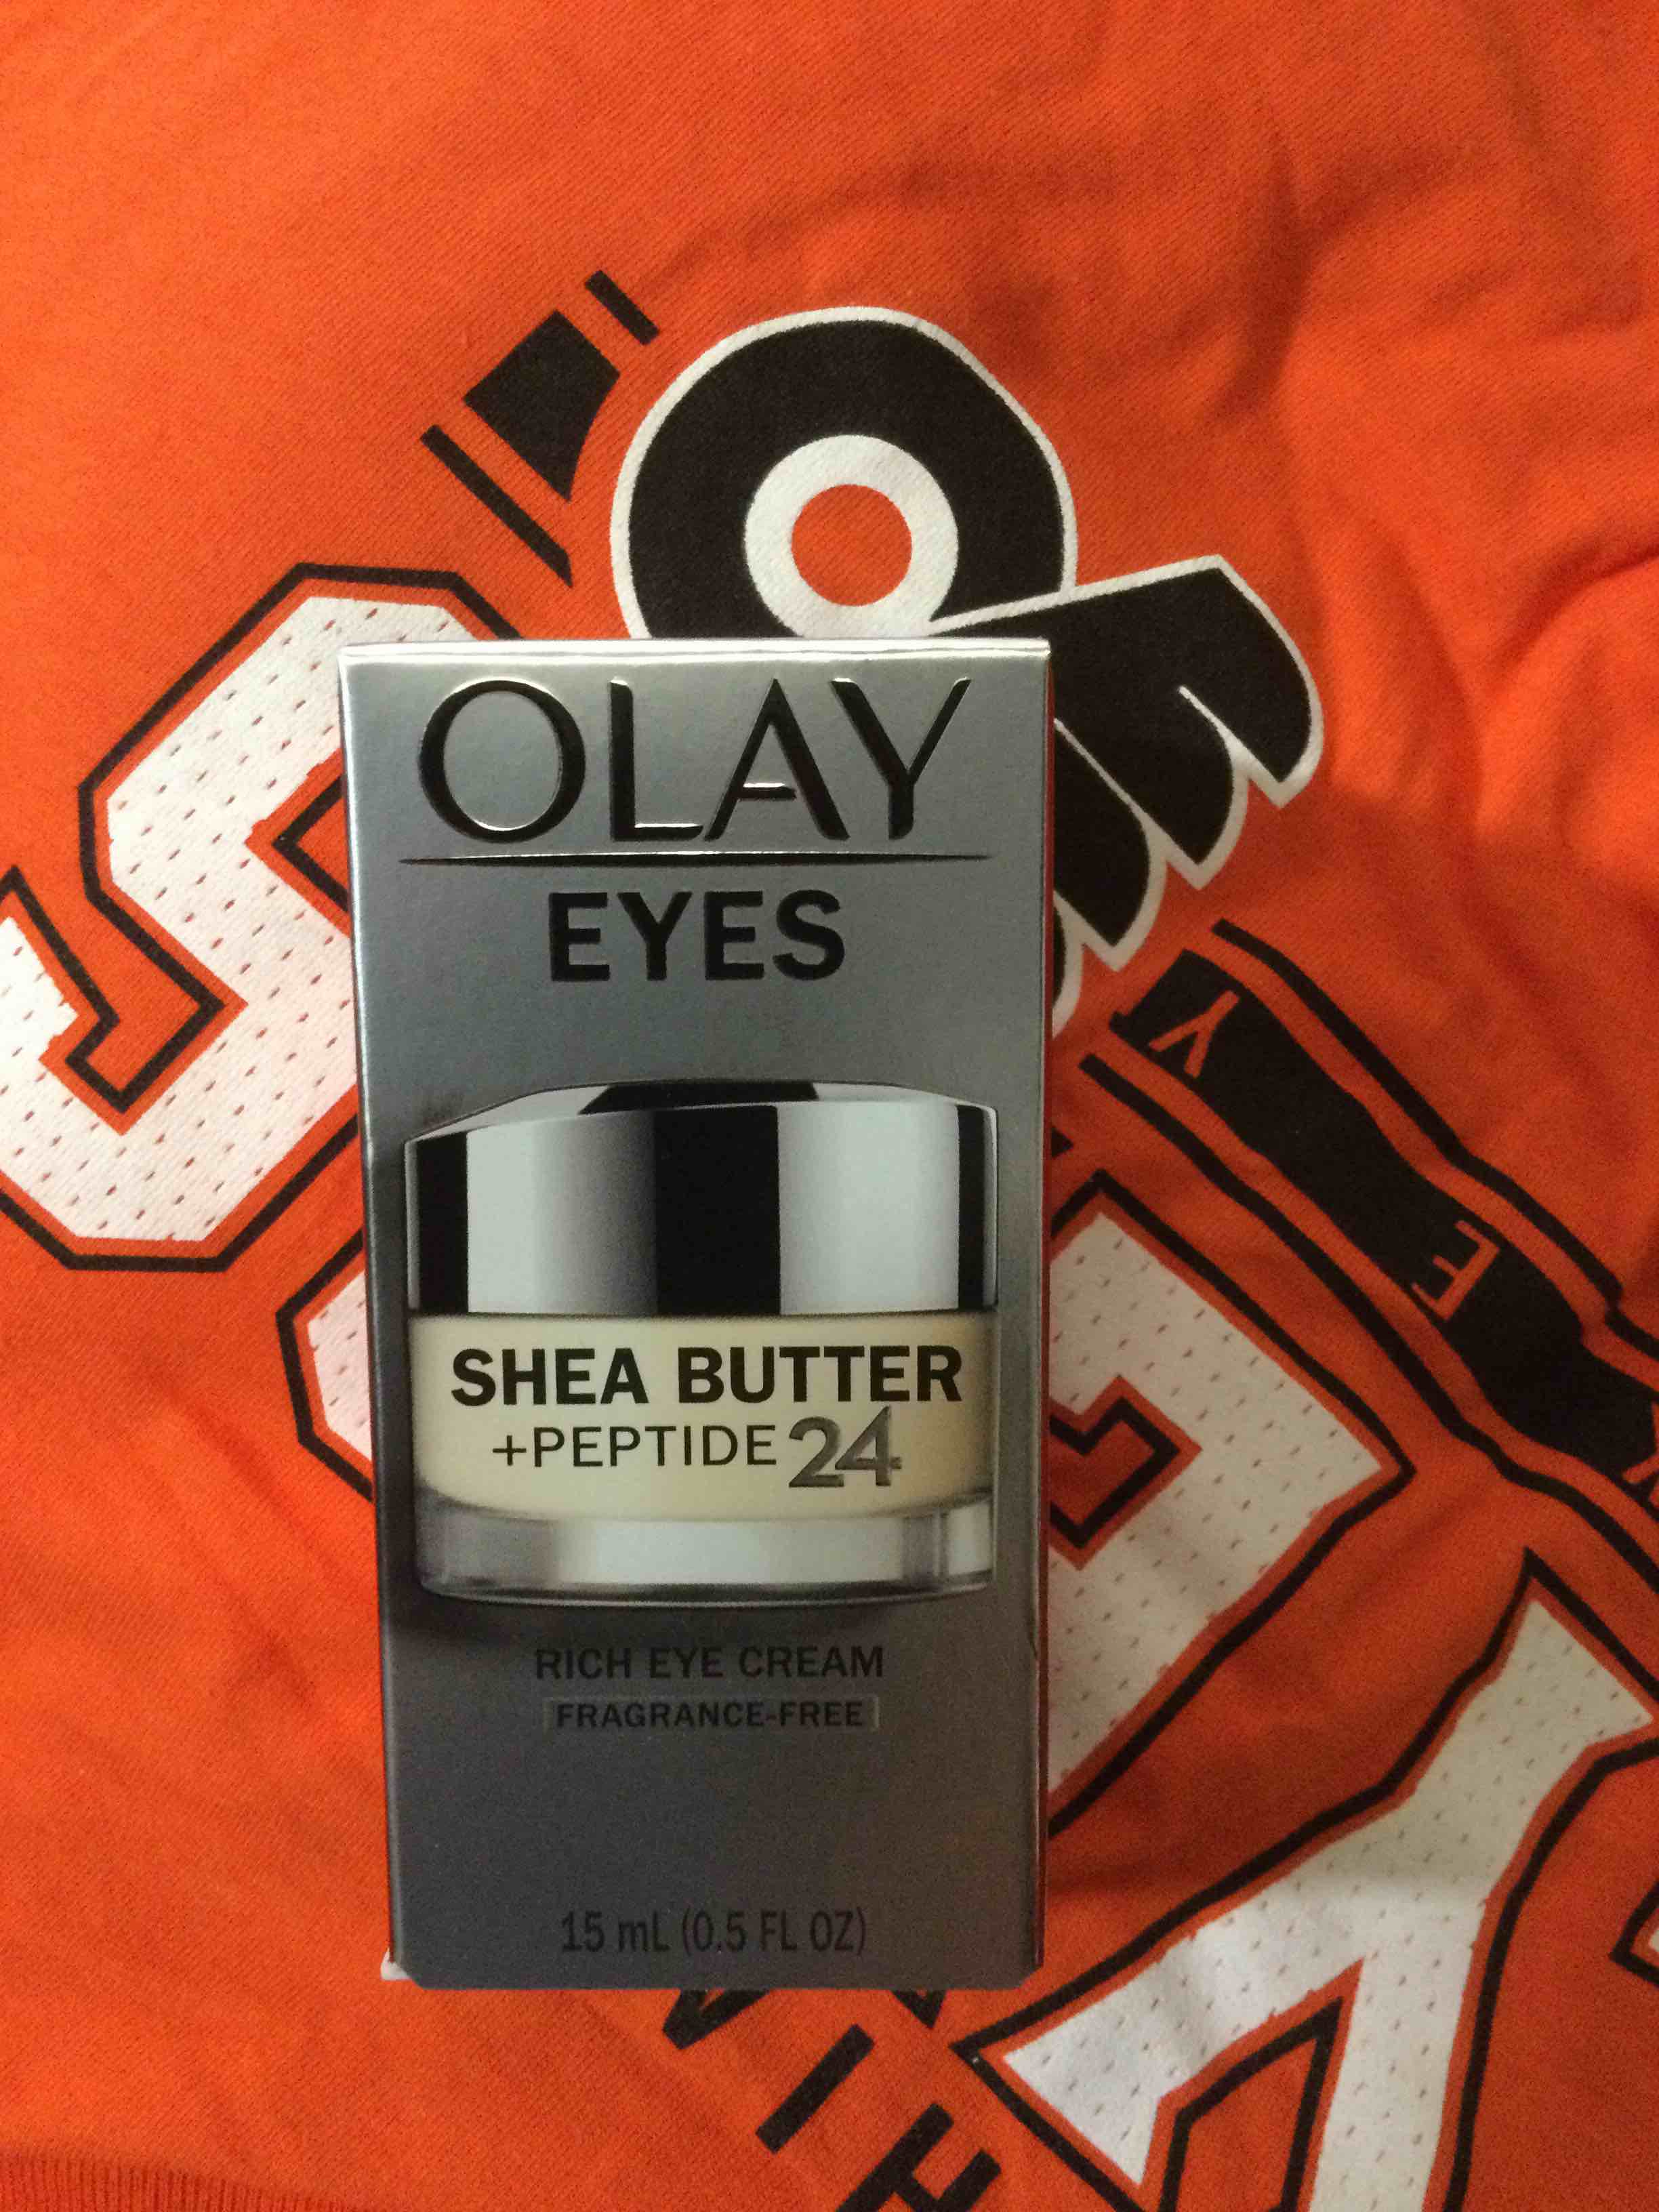 OLAY
EYES
SHEA BUTTER
+PEPTIDE 24
RICH EYE CREAM
FRAGRANCE-FREE
15 mL (0.5 FL OZ)